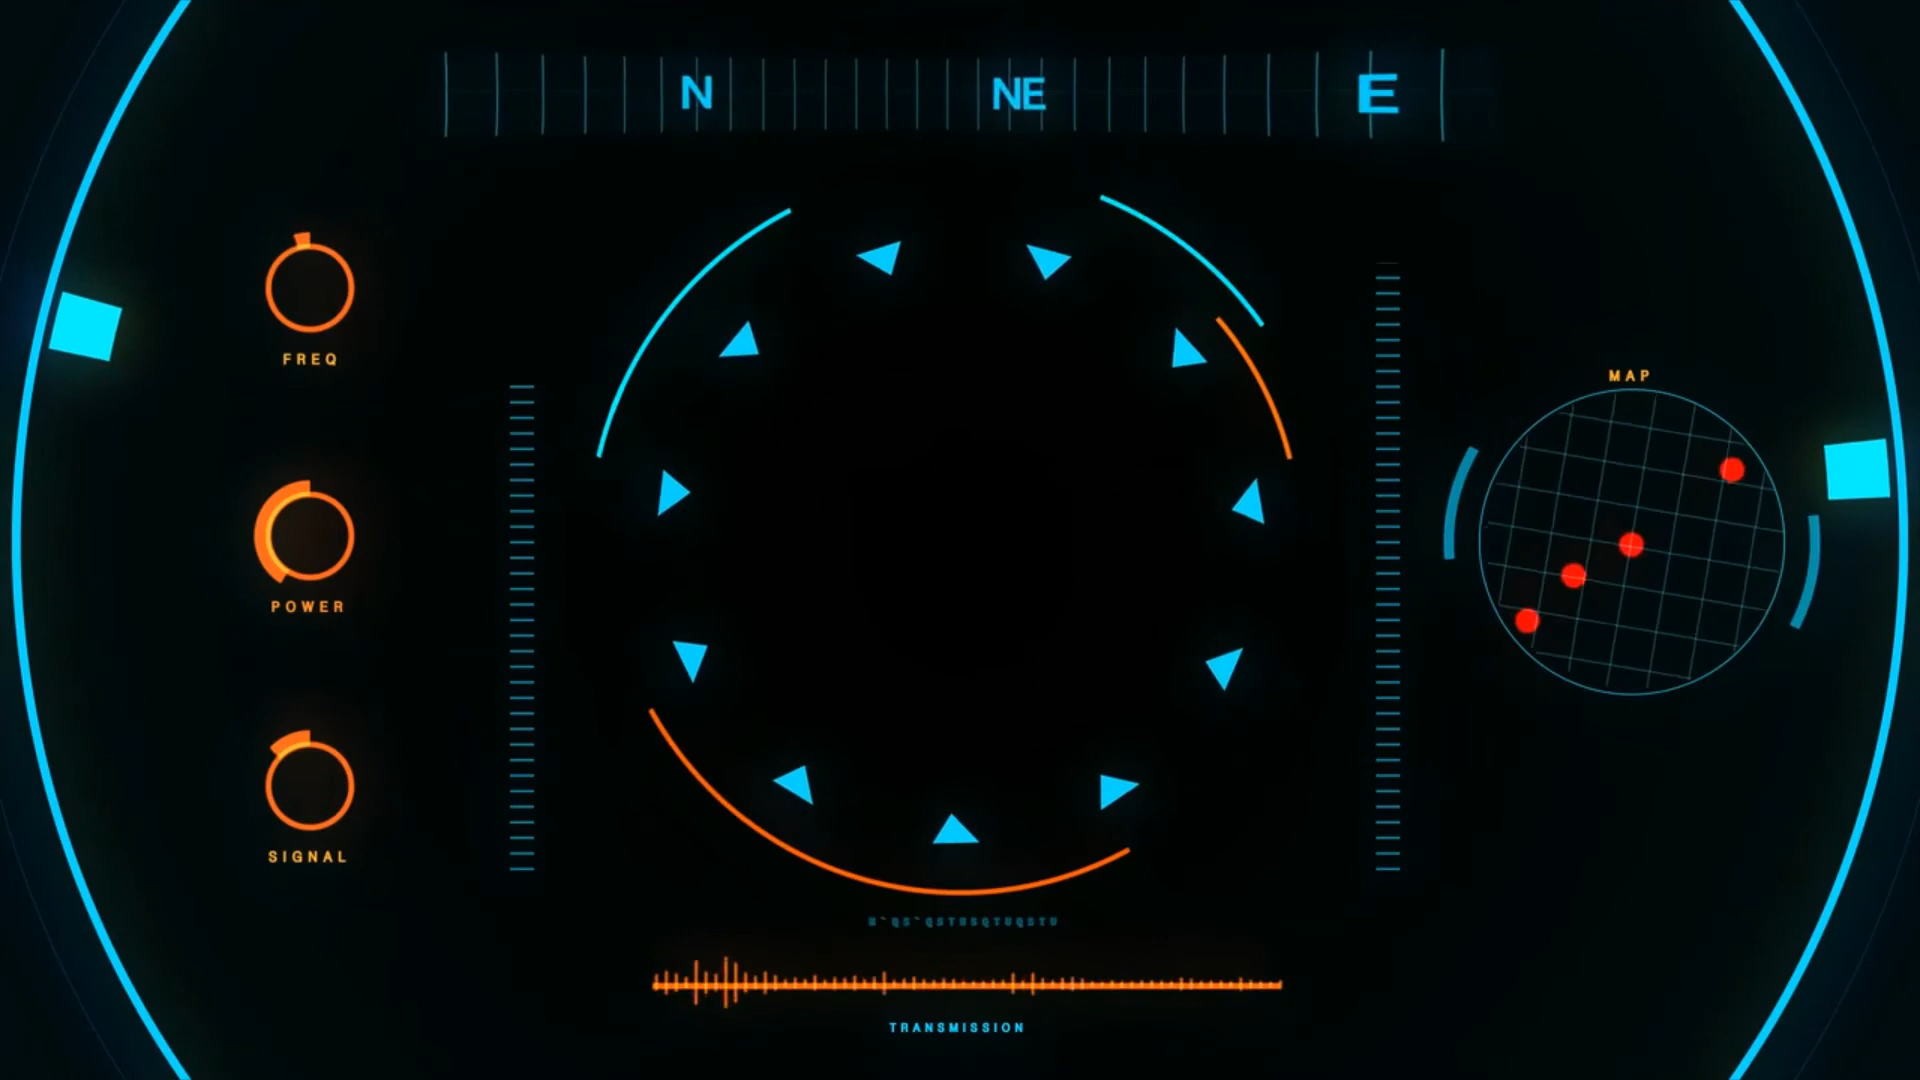 N NE E
FREQ
MAP
POWER
SIGNAL
TRANSMISSION